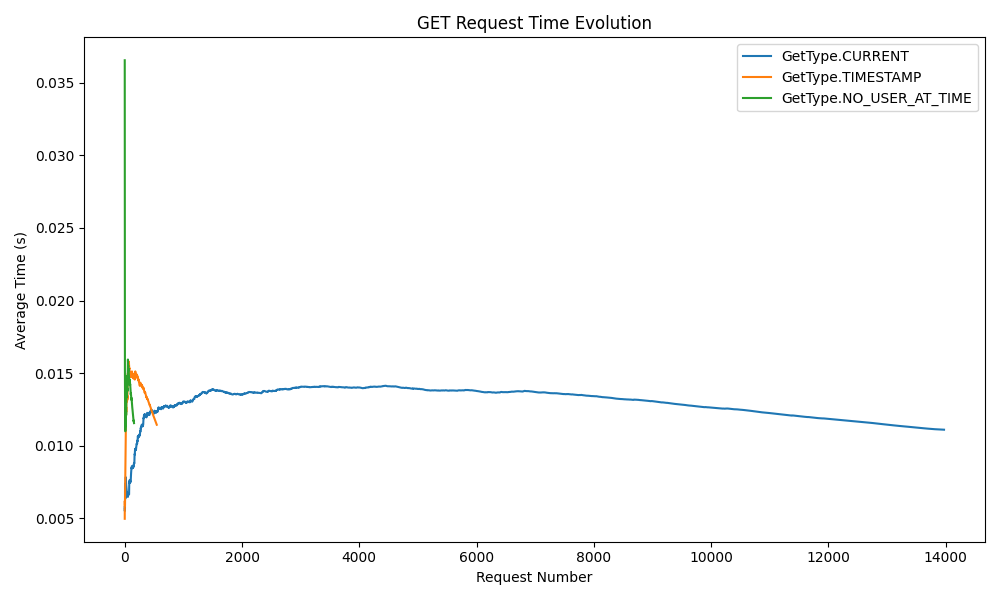 GET Request Time Evolution
GetType.CURRENT
GetType.TIMESTAMP
GetType.NO_USER_AT_TIME
Average Time (s)
0.035
0.030
0.025
0.020
0.015
0.010
0.005
0 2000 4000 6000 8000 10000 12000 14000
Request Number